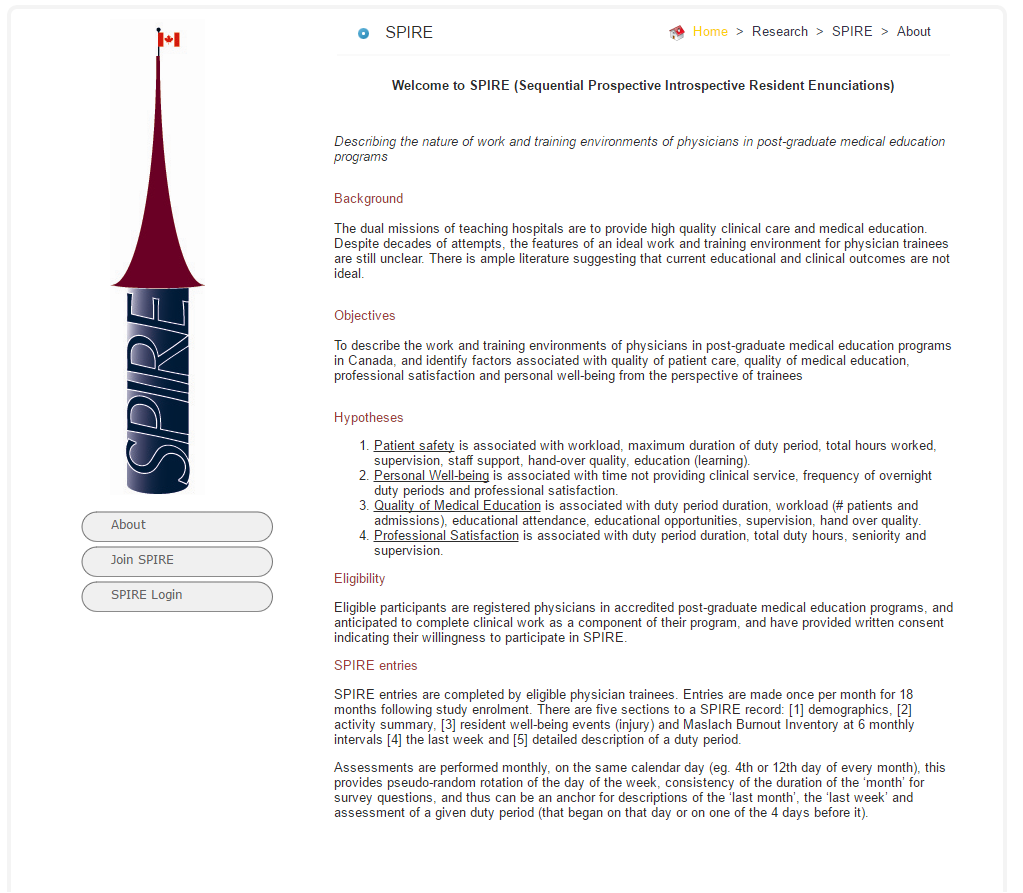 SPIRE
Home > Research > SPIRE > About
Welcome to SPIRE (Sequential Prospective Introspective Resident Enunciations)
Describing the nature of work and training environments of physicians in post-graduate medical education
programs
Background
The dual missions of teaching hospitals are to provide high quality clinical care and medical education.
Despite decades of attempts, the features of an ideal work and training environment for physician trainees
are still unclear. There is ample literature suggesting that current educational and clinical outcomes are not
ideal.
Objectives
To describe the work and training environments of physicians in post-graduate medical education programs
in Canada, and identify factors associated with quality of patient care, quality of medical education,
professional satisfaction and personal well-being from the perspective of trainees
Hypotheses
1. Patient safety is associated with workload, maximum duration of duty period, total hours worked,
supervision, staff support, hand-over quality, education (learning).
2. Personal Well-being is associated with time not providing clinical service, frequency of overnight
duty periods and professional satisfaction.
3. Quality of Medical Education is associated with duty period duration, workload (# patients and
admissions), educational attendance, educational opportunities, supervision, hand over quality.
4. Professional Satisfaction is associated with duty period duration, total duty hours, seniority and
supervision.
Eligibility
Eligible participants are registered physicians in accredited post-graduate medical education programs, and
anticipated to complete clinical work as a component of their program, and have provided written consent
indicating their willingness to participate in SPIRE.
SPIRE entries
SPIRE entries are completed by eligible physician trainees. Entries are made once per month for 18
months following study enrolment. There are five sections to a SPIRE record: [1] demographics, [2]
activity summary, [3] resident well-being events (injury) and Maslach Burnout Inventory at 6 monthly
intervals [4] the last week and [5] detailed description of a duty period.
Assessments are performed monthly, on the same calendar day (eg. 4th or 12th day of every month), this
provides pseudo-random rotation of the day of the week, consistency of the duration of the ‘month’ for
survey questions, and thus can be an anchor for descriptions of the ‘last month’, the ‘last week’ and
assessment of a given duty period (that began on that day or on one of the 4 days before it).
SPIRE
About
Join SPIRE
SPIRE Login